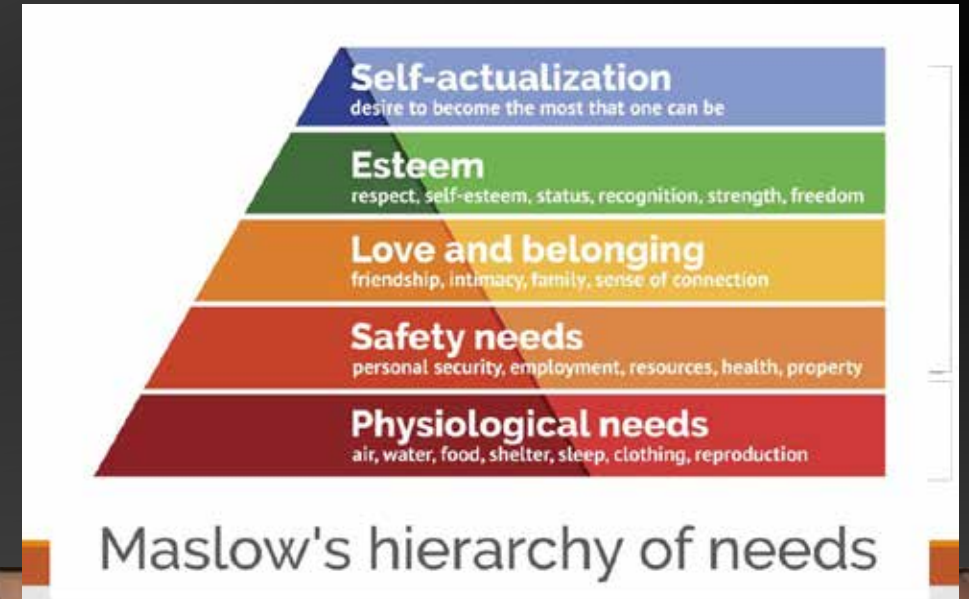 Self-actualization
desire to become the most that one can be
Esteem
respect, self-esteem, status, recognition, strength, freedom
Love and belonging
friendship, intimacy, family, sense of connection
Safety needs
personal security, employment, resources, health, property
Physiological needs
air, water, food, shelter, sleep, clothing, reproduction
Maslow's hierarchy of needs